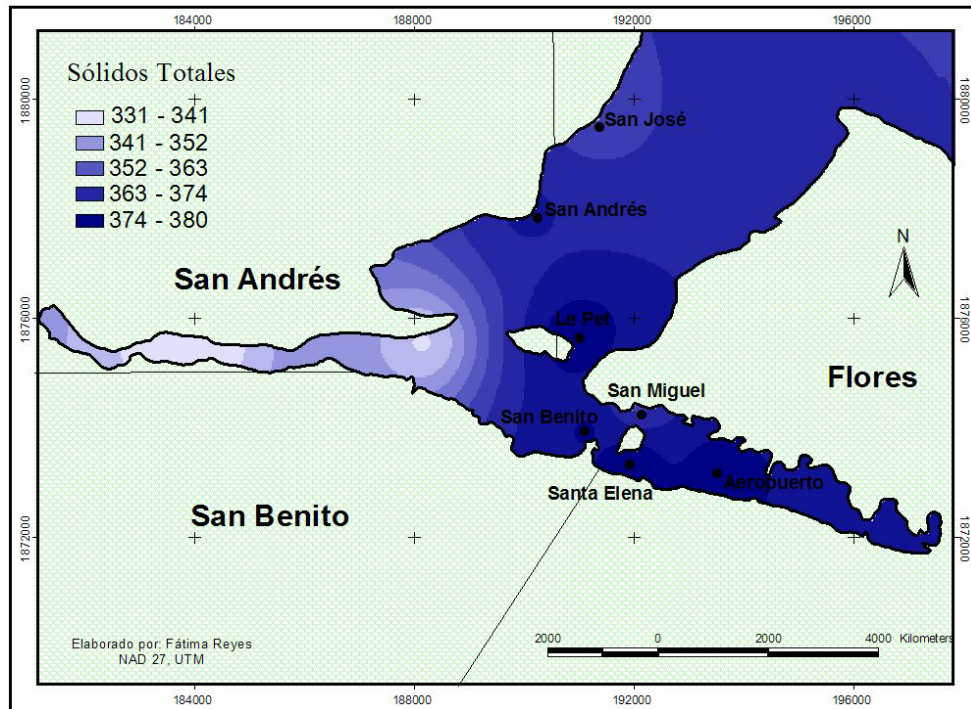 184000 188000 192000 196000
Sólidos Totales
331 - 341
341 - 352
352 - 363
363 - 374
374 - 380
1880000
1880000
San José
San Andrés
N
San Andrés
1876000
1876000
Le Pet
Flores
San Miguel
San Benito
Santa Elena
Aeropuerto
San Benito
1872000
1872000
Elaborado por: Fátima Reyes
NAD 27, UTM
2000 0 2000 4000 Kilometers
184000 188000 192000 196000